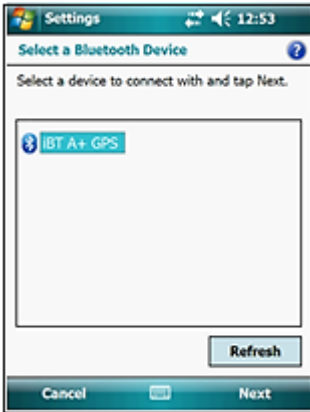 Settings 12:53
Select a Bluetooth Device
Select a device to connect with and tap Next.
iBT A+ GPS
Refresh
Cancel Next